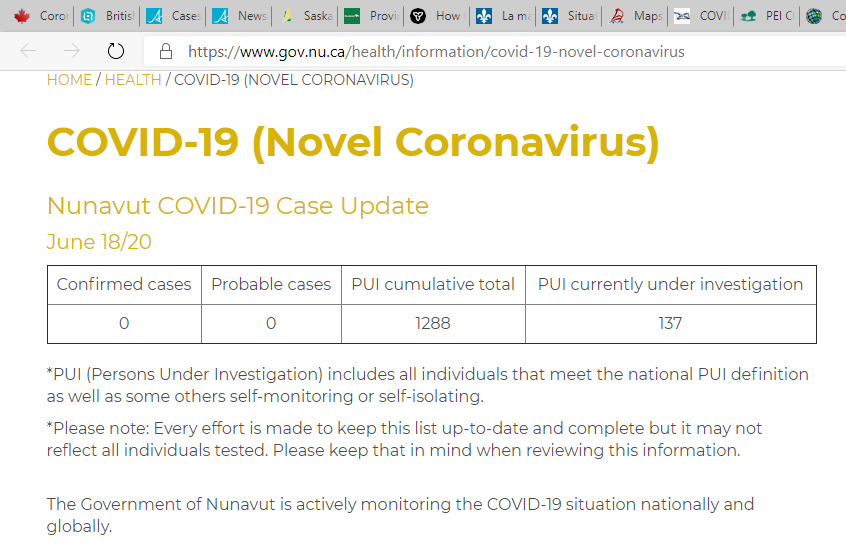 Coror
Britis
Case
News
Saska
Provi
How
La ma
Situat
Maps
COVI
PEI C
Co
https://www.gov.nu.ca/health/information/covid-19-novel-coronavirus
HOME / HEALTH / COVID-19 (NOVEL CORONAVIRUS)
COVID-19 (Novel Coronavirus)
Nunavut COVID-19 Case Update
June 18/20
Confirmed cases Probable cases PUI cumulative total PUI currently under investigation
0 0 1288 137
*PUI (Persons Under Investigation) includes all individuals that meet the national PUI definition
as well as some others self-monitoring or self-isolating.
*Please note: Every effort is made to keep this list up-to-date and complete but it may not
reflect all individuals tested. Please keep that in mind when reviewing this information.
The Government of Nunavut is actively monitoring the COVID-19 situation nationally and
globally.